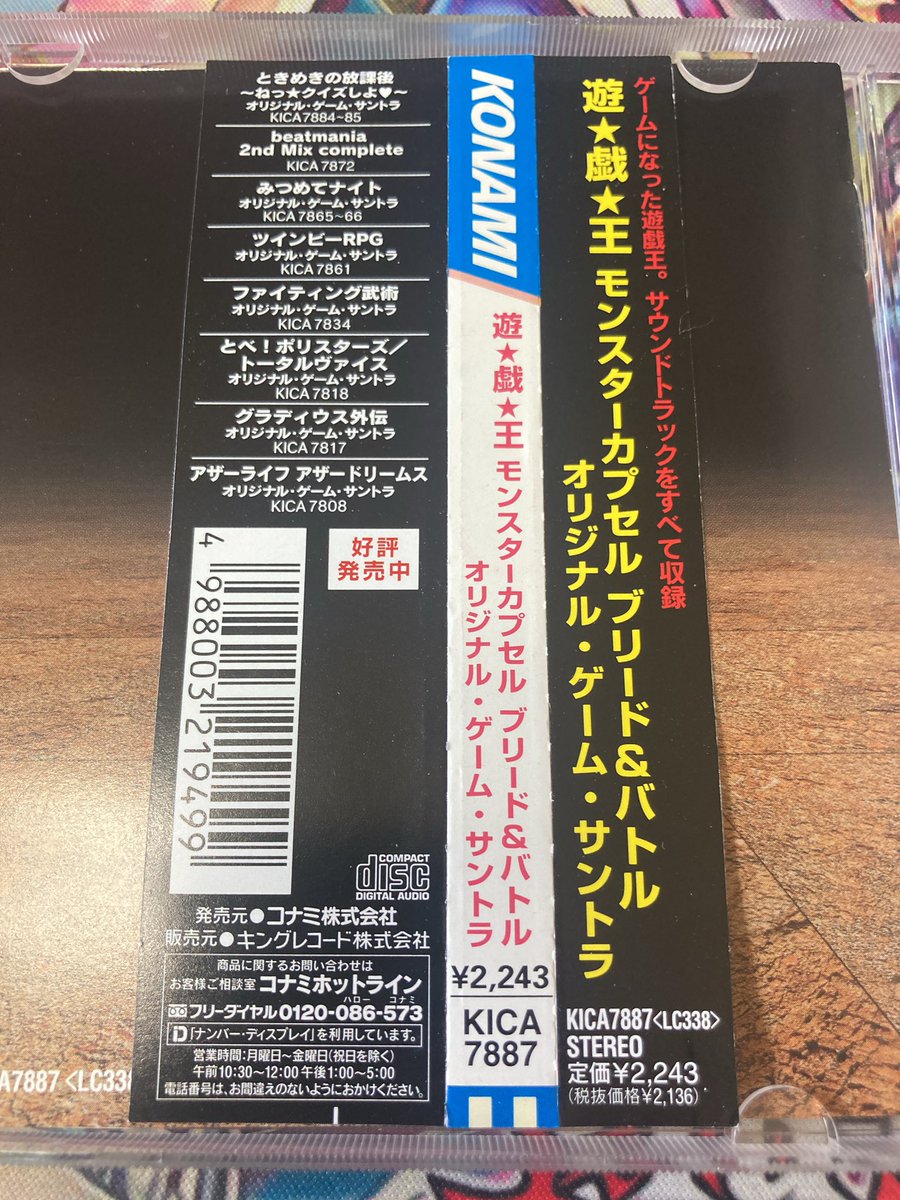 ときめきの放課後
〜ねっ★クイズしよ♥〜
オリジナル・ゲーム・サントラ
KICA7884~85
beatmania
2nd Mix complete
KICA7872
みつめてナイト
オリジナル・ゲーム・サントラ
KICA7865~66
ツインビーRPG
オリジナル・ゲーム・サントラ
KICA7861
ファイティング武術
オリジナル・ゲーム・サントラ
KICA7834
とべ!ポリスターズ/
トータルヴァイス
オリジナル・ゲーム・サントラ
KICA7818
グラディウス外伝
オリジナル・ゲーム・サントラ
KICA7817
アザーライフ アザードリームス
オリジナル・ゲーム・サントラ
KICA7808
好評
発売中
4 988003 219499
COMPACT
disc
DIGITAL AUDIO
発売元●コナミ株式会社
販売元●キングレコード株式会社
商品に関するお問い合わせは
お客様ご相談室 コナミホットライン
ハロー コナミ
フリーダイヤル0120-086-573
D「ナンバー・ディスプレイ」を利用しています。
営業時間:月曜日〜金曜日(祝日を除く)
午前10:30〜12:00 午後1:00〜5:00
電話番号は、お間違えのないようにおかけください。
KONAMI
遊★戯★王 モンスターカプセル ブリード&バトル
オリジナル・ゲーム・サントラ
¥2,243
KICA
7887
ゲームになった遊戯王。サウンドトラックをすべて収録
遊★戯★王 モンスターカプセル ブリード&バトル
オリジナル・ゲーム・サントラ
KICA7887<LC338>
STEREO
定価¥2,243
(税抜価格¥2,136)
A7887 <LC338